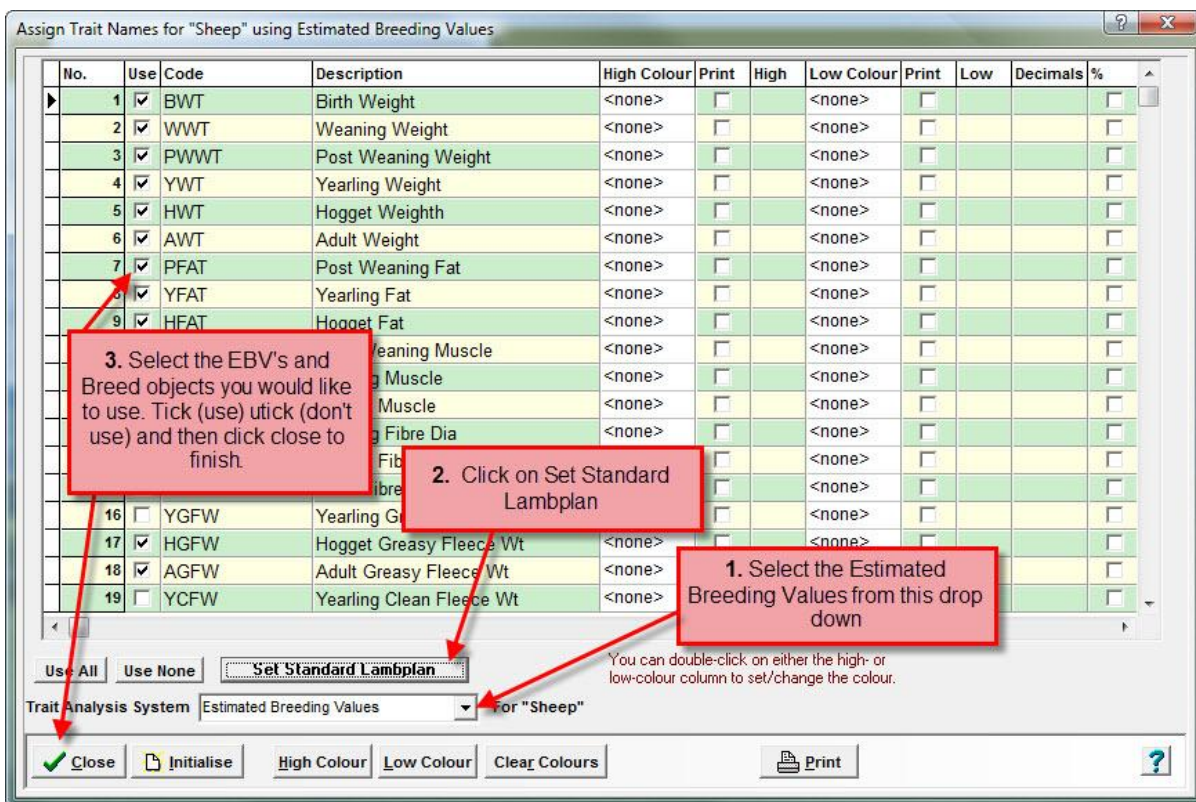 Assign Trait Names for "Sheep" using Estimated Breeding Values
No. Use Code Description High Colour Print High Low Colour Print Low Decimals %
1 BWT Birth Weight <none> <none>
2 WWT Weaning Weight <none> <none>
3 PWWT Post Weaning Weight <none> <none>
4 YWT Yearling Weight <none> <none>
5 HWT Hogget Weighth <none> <none>
6 AWT Adult Weight <none> <none>
7 PFAT Post Weaning Fat <none> <none>
YFAT Yearling Fat <none> <none>
9 HFAT Hogget Fat <none> <none>
Weaning Muscle <none> <none>
Muscle <none> <none>
Muscle <none> <none>
Fibre Dia <none> <none>
<none>
<none>
16 YGFW Yearling <none>
17 HGFW Hogget Greasy Fleece Wt <none> <none>
18 AGFW Adult Greasy Fleece Wt <none>
19 YCFW Yearling Clean Fleece Wt <none>
3. Select the EBV's and
Breed objects you would like
to use. Tick (use) utick (don't
use) and then click close to
finish.
2. Click on Set Standard
Lambplan
1. Select the Estimated
Breeding Values from this drop
down
Use All Use None Set Standard Lambplan
You can double-click on either the high- or
low-colour column to set/change the colour.
Trait Analysis System Estimated Breeding Values For "Sheep"
Close Initialise High Colour Low Colour Clear Colours Print ?